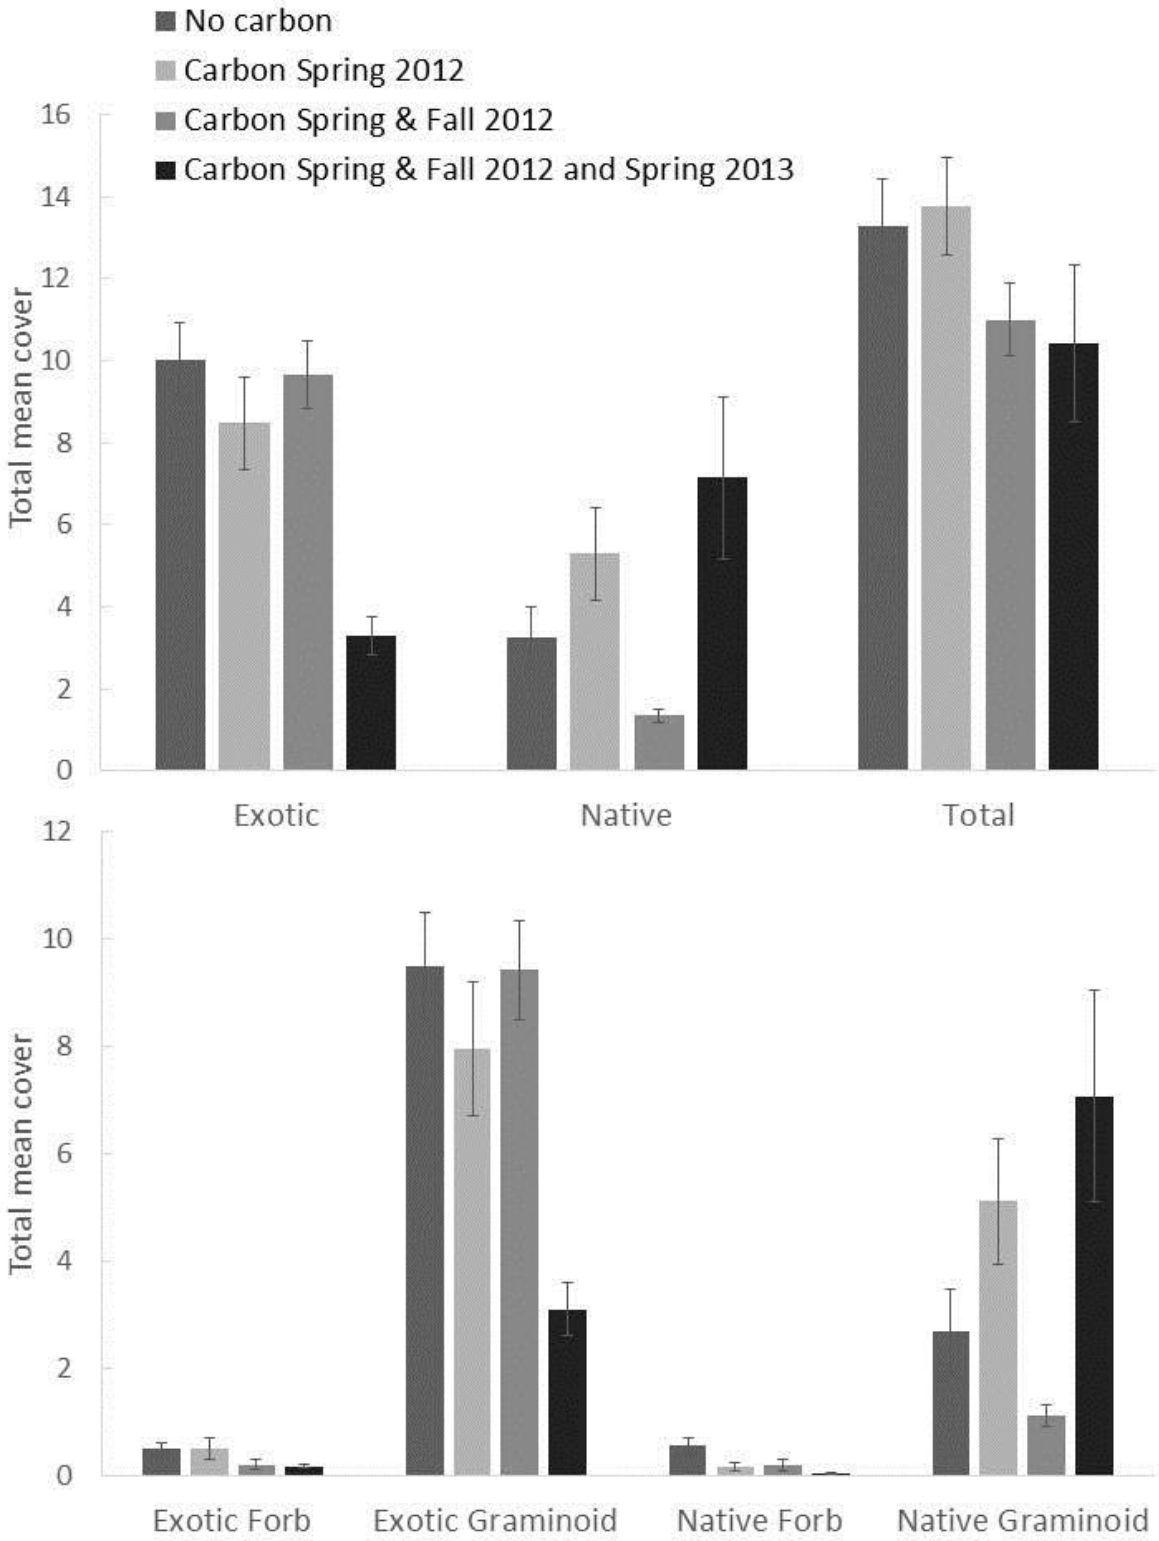 No carbon
Carbon Spring 2012
Carbon Spring & Fall 2012
Carbon Spring & Fall 2012 and Spring 2013
Total mean cover
16
14
12
10
8
6
4
2
0
Exotic Native Total
Total mean cover
12
10
8
6
4
2
0
Exotic Forb Exotic Graminoid Native Forb Native Graminoid